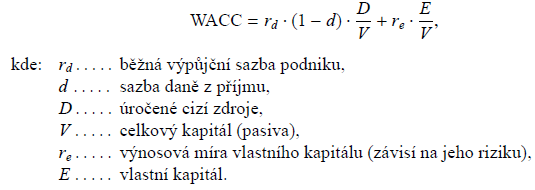 WACC = r_d · (1 − d) · D/V + r_e · E/V,
kde: r_d ..... běžná výpůjční sazba podniku,
d ..... sazba daně z příjmu,
D ..... úročené cizí zdroje,
V ..... celkový kapitál (pasiva),
r_e ..... výnosová míra vlastního kapitálu (závisí na jeho riziku),
E ..... vlastní kapitál.